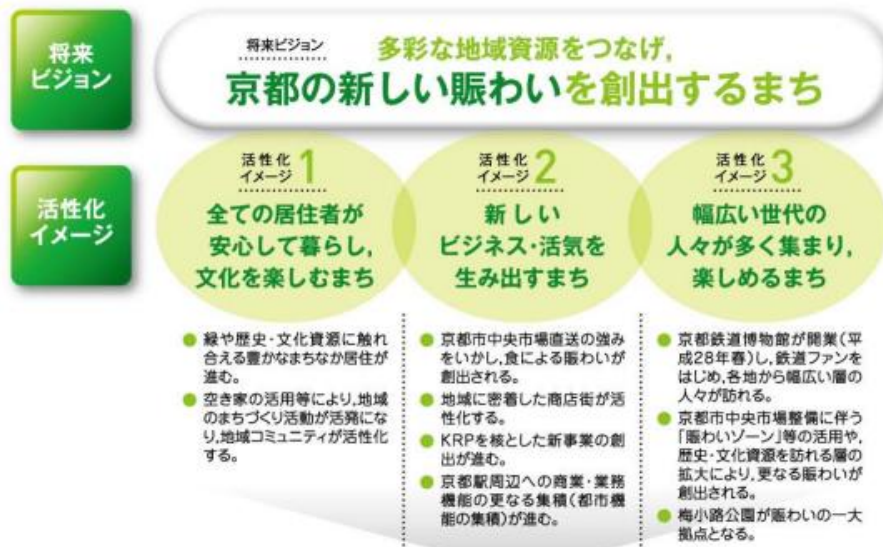 将来
ビジョン
将来ビジョン
多彩な地域資源をつなげ,
京都の新しい賑わいを創出するまち
活性化
イメージ
活性化
イメージ 1
全ての居住者が
安心して暮らし,
文化を楽しむまち
● 緑や歴史・文化資源に触れ
合える豊かなまちなか居住が
進む。
● 空き家の活用等により,地域
のまちづくり活動が活発にな
り,地域コミュニティが活性化
する。
活性化
イメージ 2
新しい
ビジネス・活気を
生み出すまち
● 京都市中央市場直送の強み
をいかし,食による賑わいが
創出される。
● 地域に密着した商店街が活
性化する。
● KRPを核とした新事業の創
出が進む。
● 京都駅周辺への商業・業務
機能の更なる集積(都市機
能の集積)が進む。
活性化
イメージ 3
幅広い世代の
人々が多く集まり,
楽しめるまち
● 京都鉄道博物館が開業(平
成28年春)し,鉄道ファンを
はじめ,各地から幅広い層の
人々が訪れる。
● 京都市中央市場整備に伴う
「賑わいゾーン」等の活用や,
歴史・文化資源を訪れる層の
拡大により,更なる賑わいが
創出される。
● 梅小路公園が賑わいの一大
拠点となる。